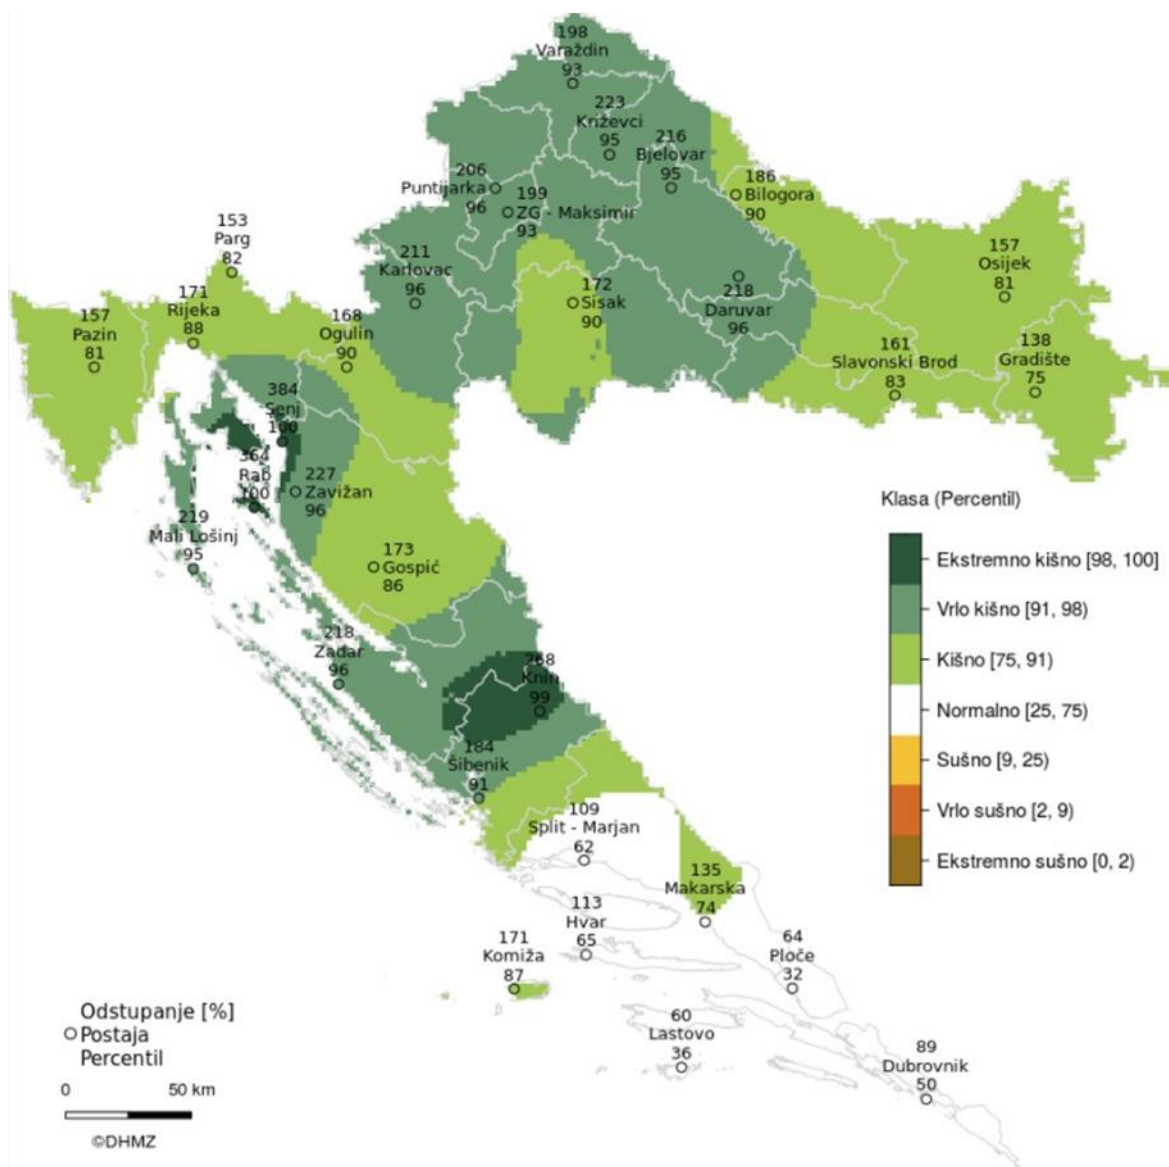 198
Varaždin
93
223
Križevci
95
216
Bjelovar
95
206
Puntijarka
96
199
ZG - Maksimir
93
186
Bilogora
90
153
Parg
82
211
Karlovac
96
157
Osijek
81
171
Rijeka
88
172
Sisak
90
218
Daruvar
96
157
Pazin
81
168
Ogulin
90
161
Slavonski Brod
83
138
Gradište
75
384
Senj
100
364
Rab
100
227
Zavižan
96
219
Mali Lošinj
95
173
Gospić
86
218
Zadar
96
268
Knin
99
184
Šibenik
91
109
Split - Marjan
62
135
Makarska
74
113
Hvar
65
171
Komiža
87
64
Ploče
32
60
Lastovo
36
89
Dubrovnik
50
Klasa (Percentil)
Ekstremno kišno [98, 100]
Vrlo kišno [91, 98)
Kišno [75, 91)
Normalno [25, 75)
Sušno [9, 25)
Vrlo sušno [2, 9)
Ekstremno sušno [0, 2)
Odstupanje [%]
Postaja
Percentil
0 50 km
©DHMZ